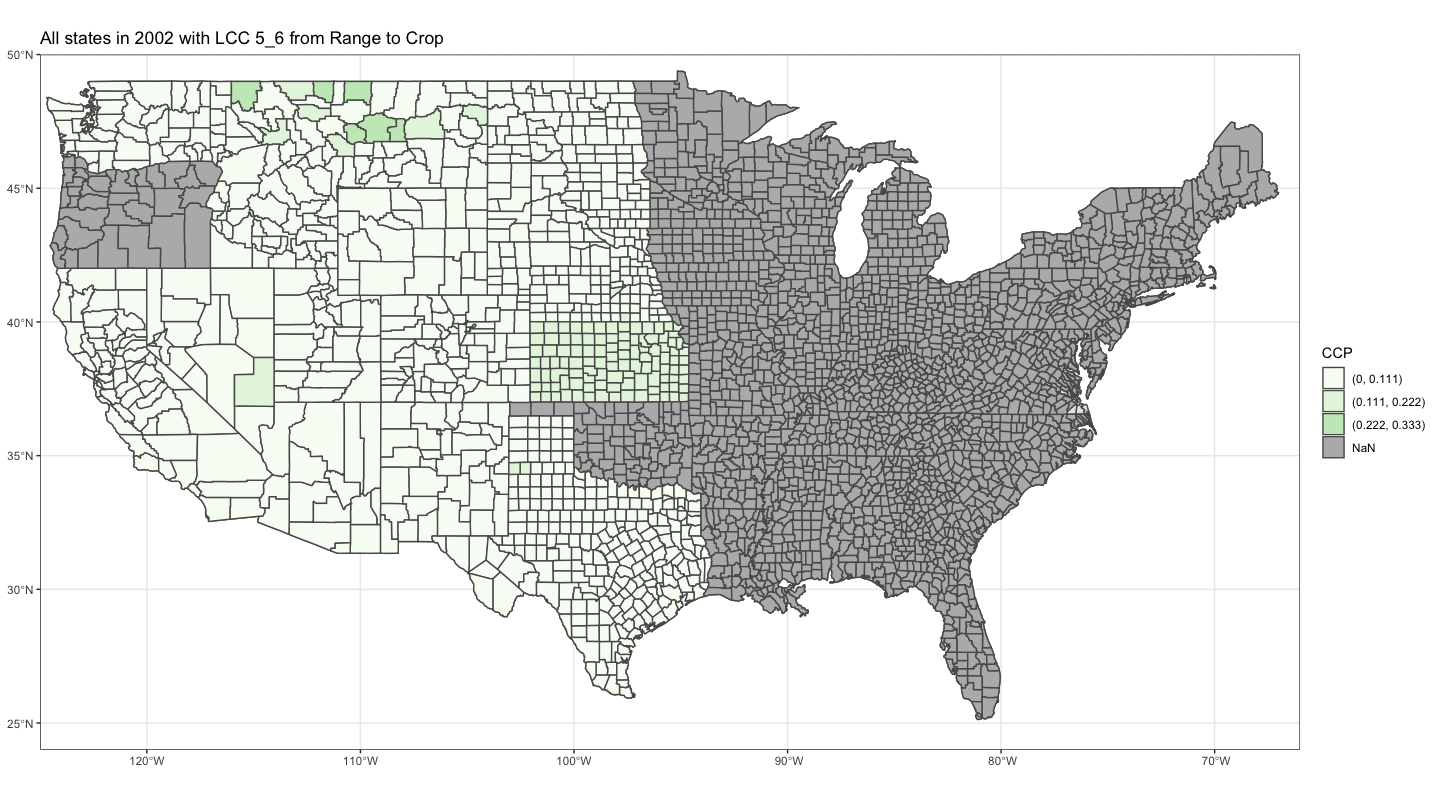 All states in 2002 with LCC 5_6 from Range to Crop
50°N
45°N
40°N
35°N
30°N
25°N
120°W
110°W
100°W
90°W
80°W
70°W
CCP
(0, 0.111)
(0.111, 0.222)
(0.222, 0.333)
NaN